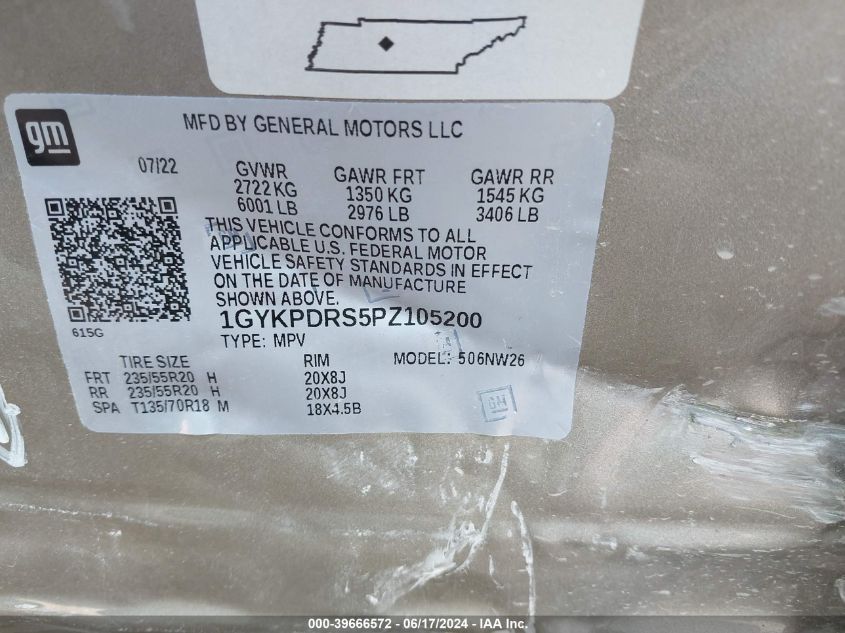 gm
MFD BY GENERAL MOTORS LLC
07/22
GVWR GAWR FRT GAWR RR
2722 KG 1350 KG 1545 KG
6001 LB 2976 LB 3406 LB
THIS VEHICLE CONFORMS TO ALL
APPLICABLE U.S. FEDERAL MOTOR
VEHICLE SAFETY STANDARDS IN EFFECT
ON THE DATE OF MANUFACTURE
SHOWN ABOVE.
615G
1GYKPDRS5PZ105200
TYPE: MPV MODEL: 506NW26
TIRE SIZE RIM
FRT 235/55R20 H 20X8J
RR 235/55R20 H 20X8J
SPA T135/70R18 M 18X4.5B
GM
000-39666572 / 06/17/2024 - IAA Inc.